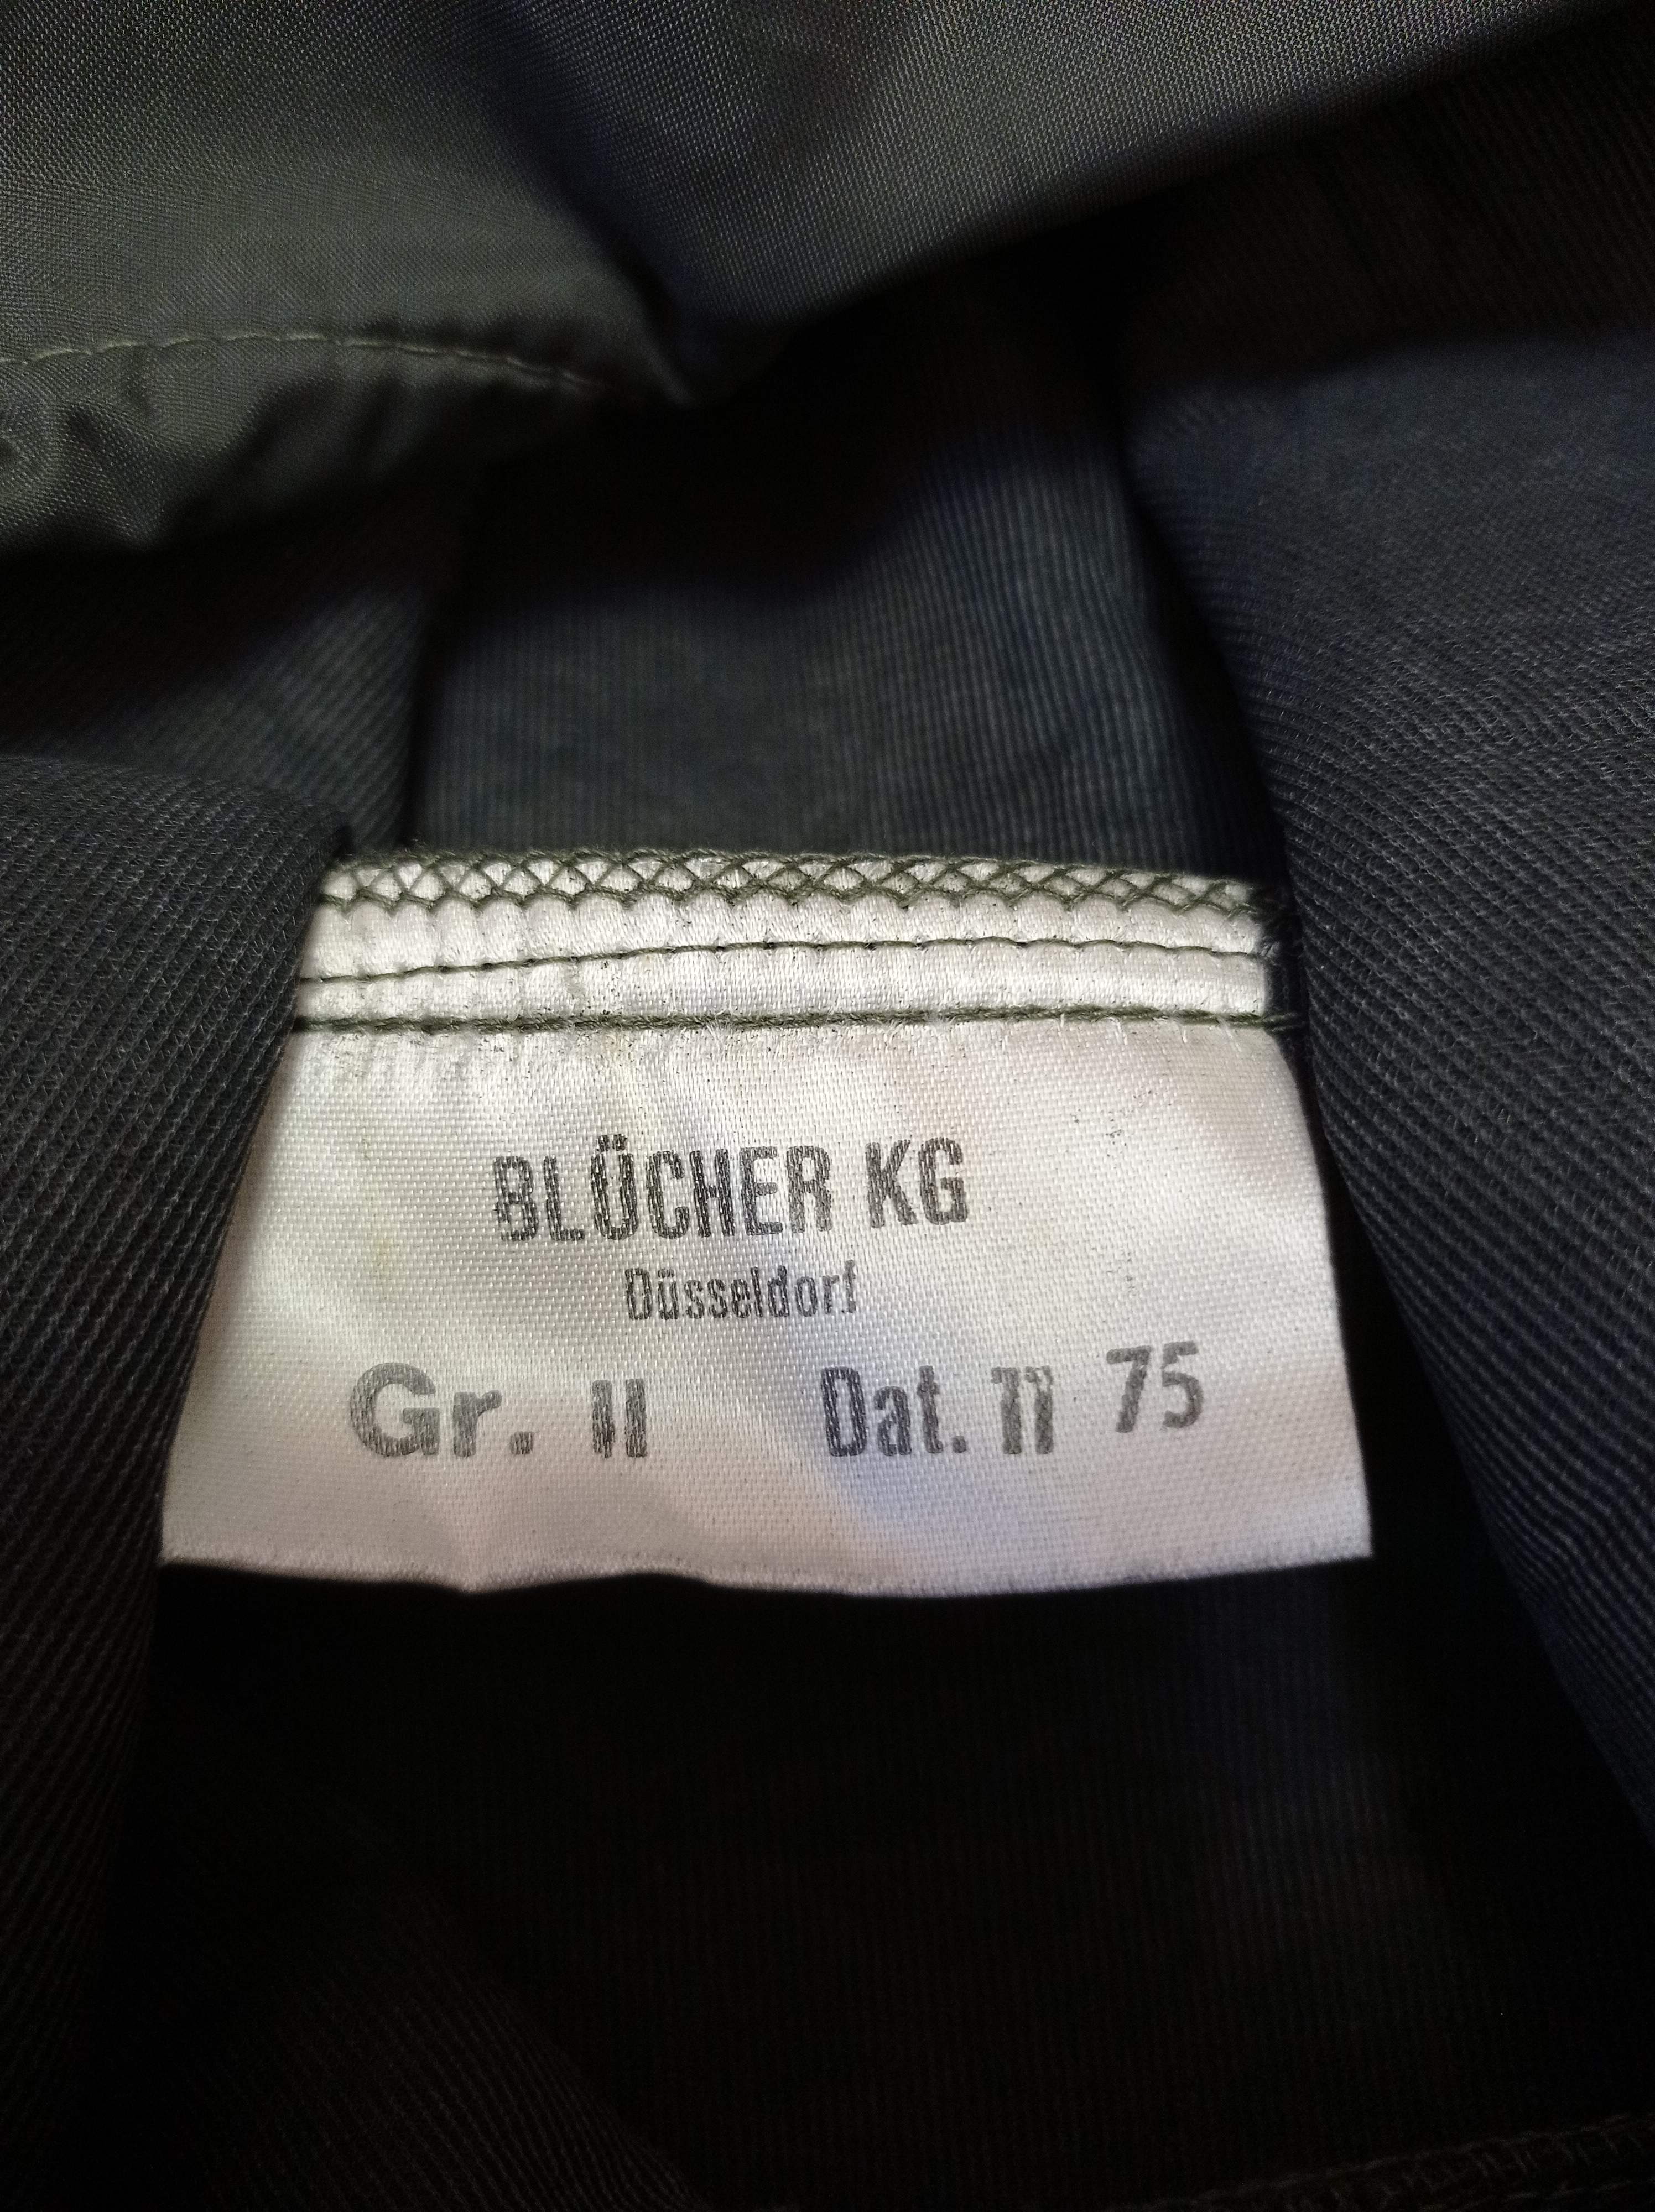 BLÜCHER KG
Düsseldorf
Gr. II Dat. 11 75